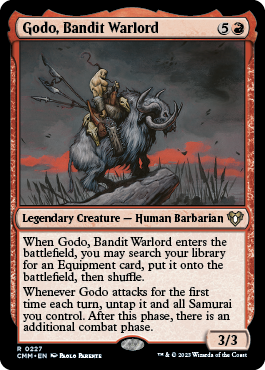 Godo, Bandit Warlord 5
Legendary Creature — Human Barbarian
When Godo, Bandit Warlord enters the
battlefield, you may search your library
for an Equipment card, put it onto the
battlefield, then shuffle.
Whenever Godo attacks for the first
time each turn, untap it and all Samurai
you control. After this phase, there is an
additional combat phase.
3/3
R 0227
CMM • EN Paolo Parente
™ & © 2023 Wizards of the Coast